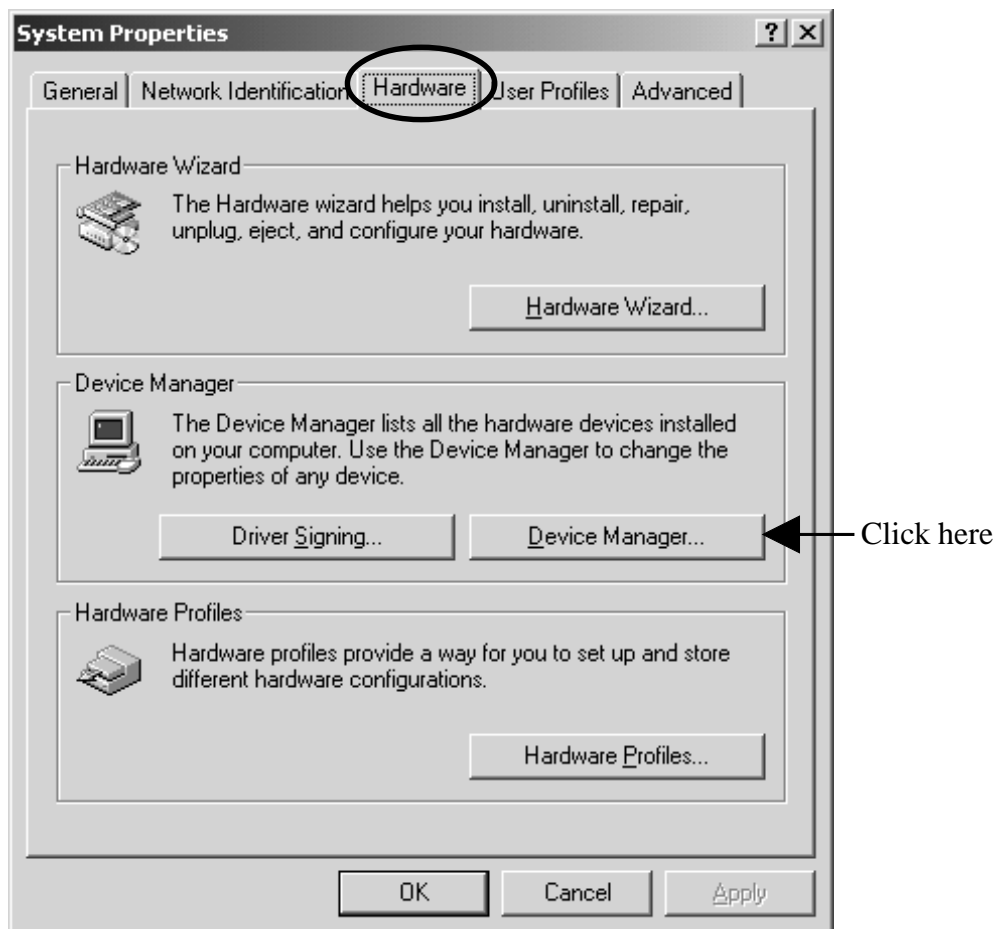 System Properties
? X
General Network Identification Hardware User Profiles Advanced
Hardware Wizard
The Hardware wizard helps you install, uninstall, repair,
unplug, eject, and configure your hardware.
Hardware Wizard...
Device Manager
The Device Manager lists all the hardware devices installed
on your computer. Use the Device Manager to change the
properties of any device.
Driver Signing... Device Manager... Click here
Hardware Profiles
Hardware profiles provide a way for you to set up and store
different hardware configurations.
Hardware Profiles...
OK Cancel Apply